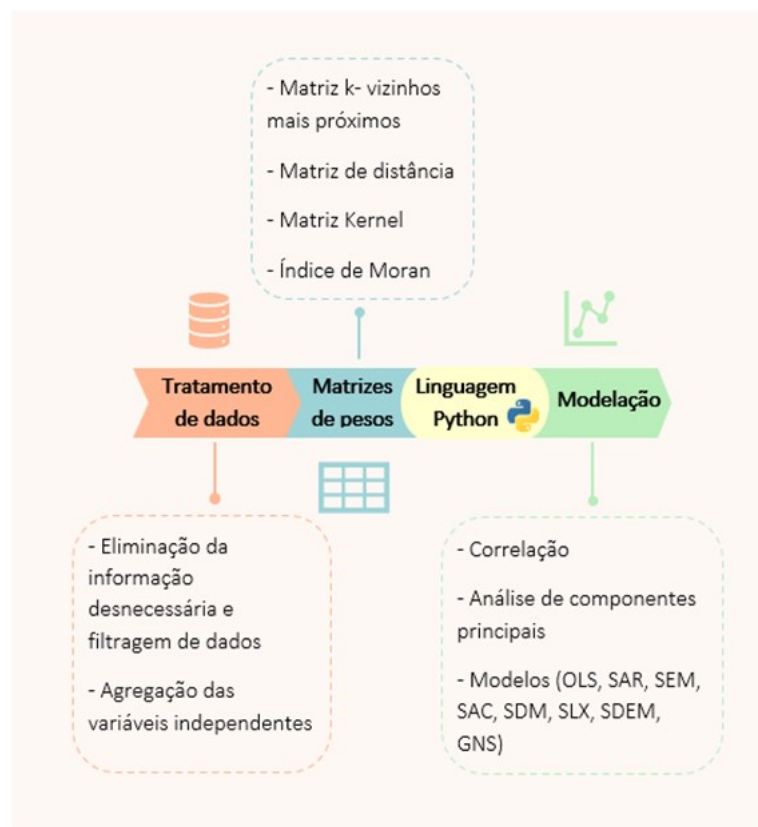 - Matriz k- vizinhos
mais próximos
- Matriz de distância
- Matriz Kernel
- Índice de Moran
Tratamento
de dados
Matrizes
de pesos
Linguagem
Python
Modelação
- Eliminação da
informação
desnecessária e
filtragem de dados
- Agregação das
variáveis independentes
- Correlação
- Análise de componentes
principais
- Modelos (OLS, SAR, SEM,
SAC, SDM, SLX, SDEM,
GNS)